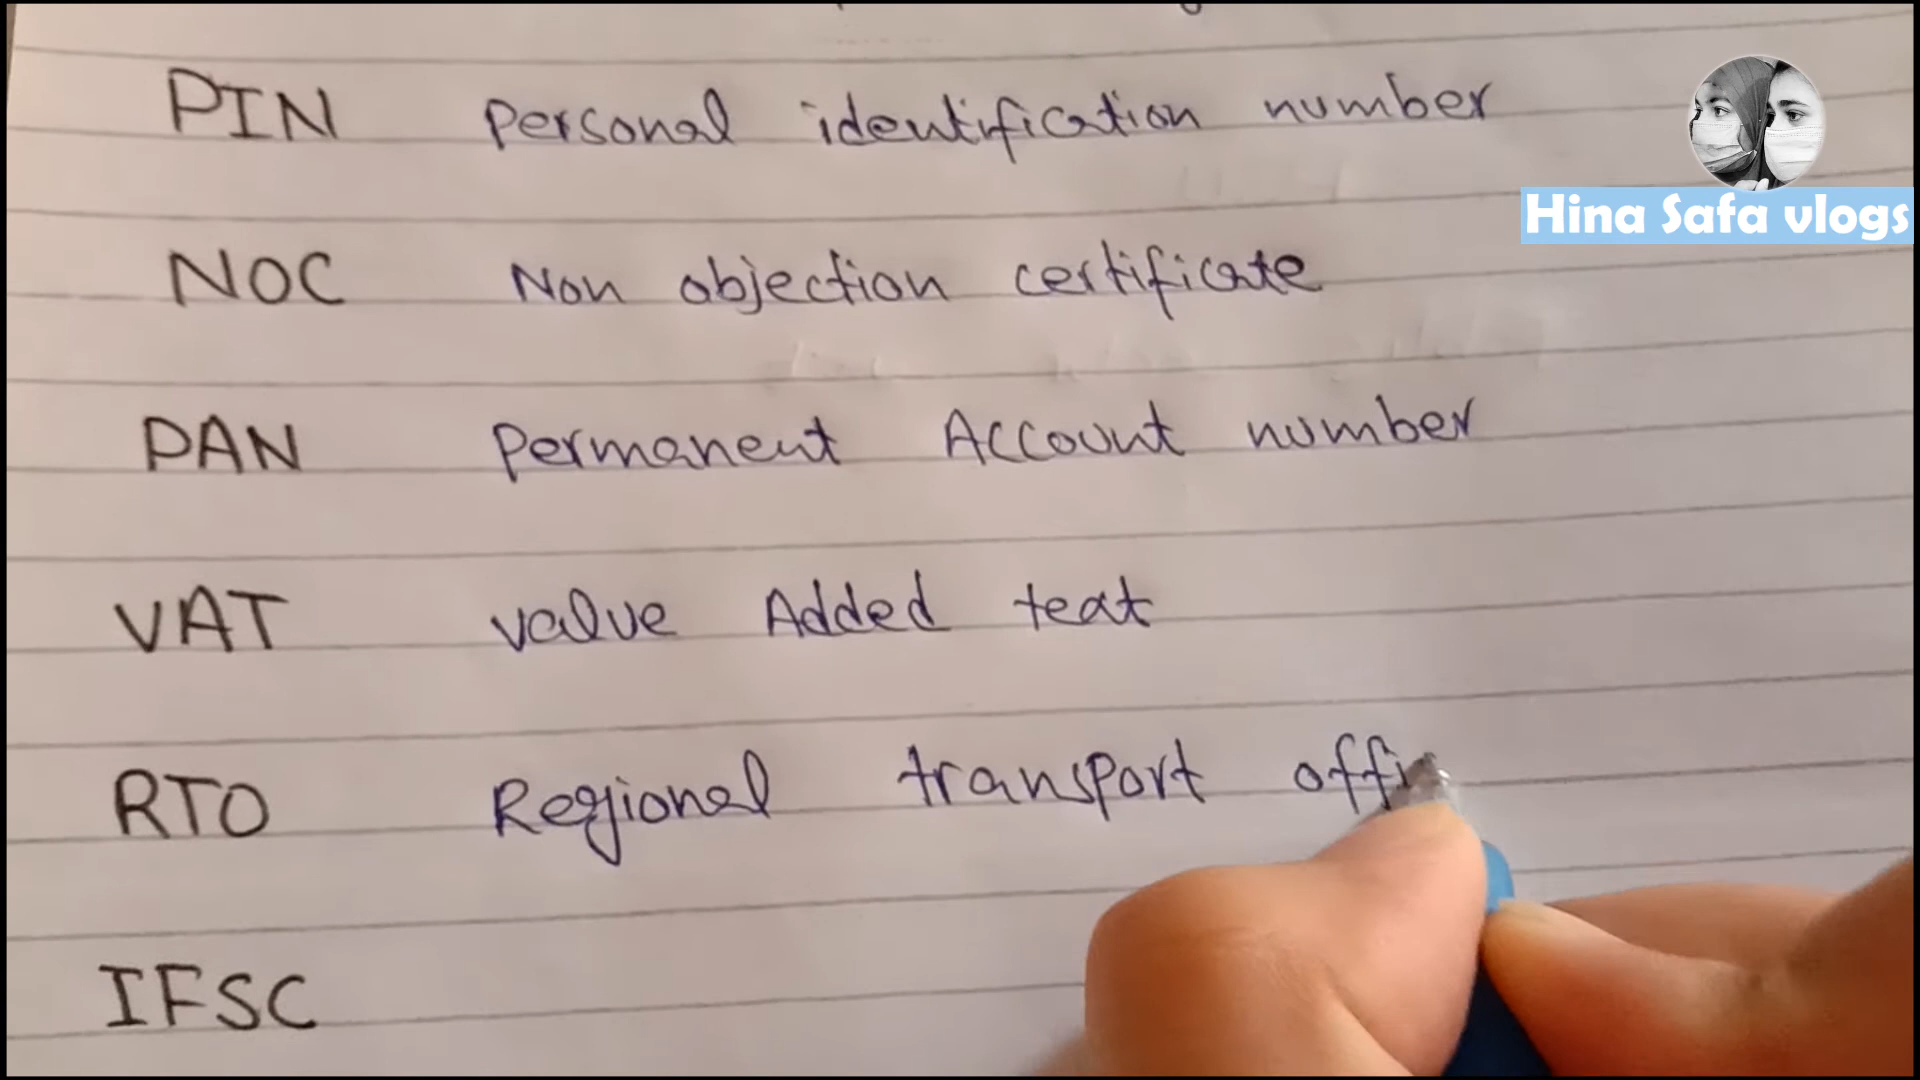 PIN Personal identification number
Hina Safa vlogs
NOC Non objection certificate
PAN Permanent Account number
VAT value Added teat
RTO Regional transport offi
IFSC